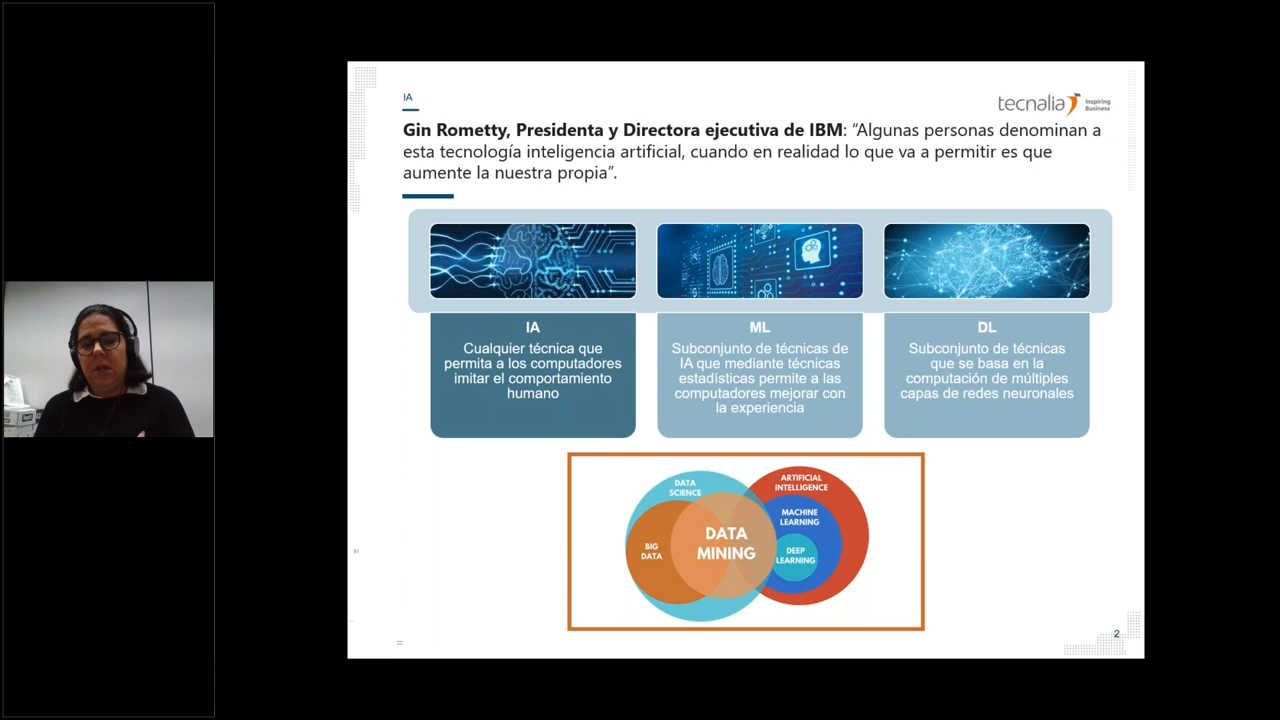 IA
tecnalia Inspiring Business
Gin Rometty, Presidenta y Directora ejecutiva de IBM: “Algunas personas denominan a
esta tecnología inteligencia artificial, cuando en realidad lo que va a permitir es que
aumente la nuestra propia”.
IA
Cualquier técnica que
permita a los computadores
imitar el comportamiento
humano
ML
Subconjunto de técnicas de
IA que mediante técnicas
estadísticas permite a las
computadores mejorar con
la experiencia
DL
Subconjunto de técnicas
que se basa en la
computación de múltiples
capas de redes neuronales
DATA
SCIENCE
BIG
DATA
DATA
MINING
ARTIFICIAL
INTELLIGENCE
MACHINE
LEARNING
DEEP
LEARNING
2